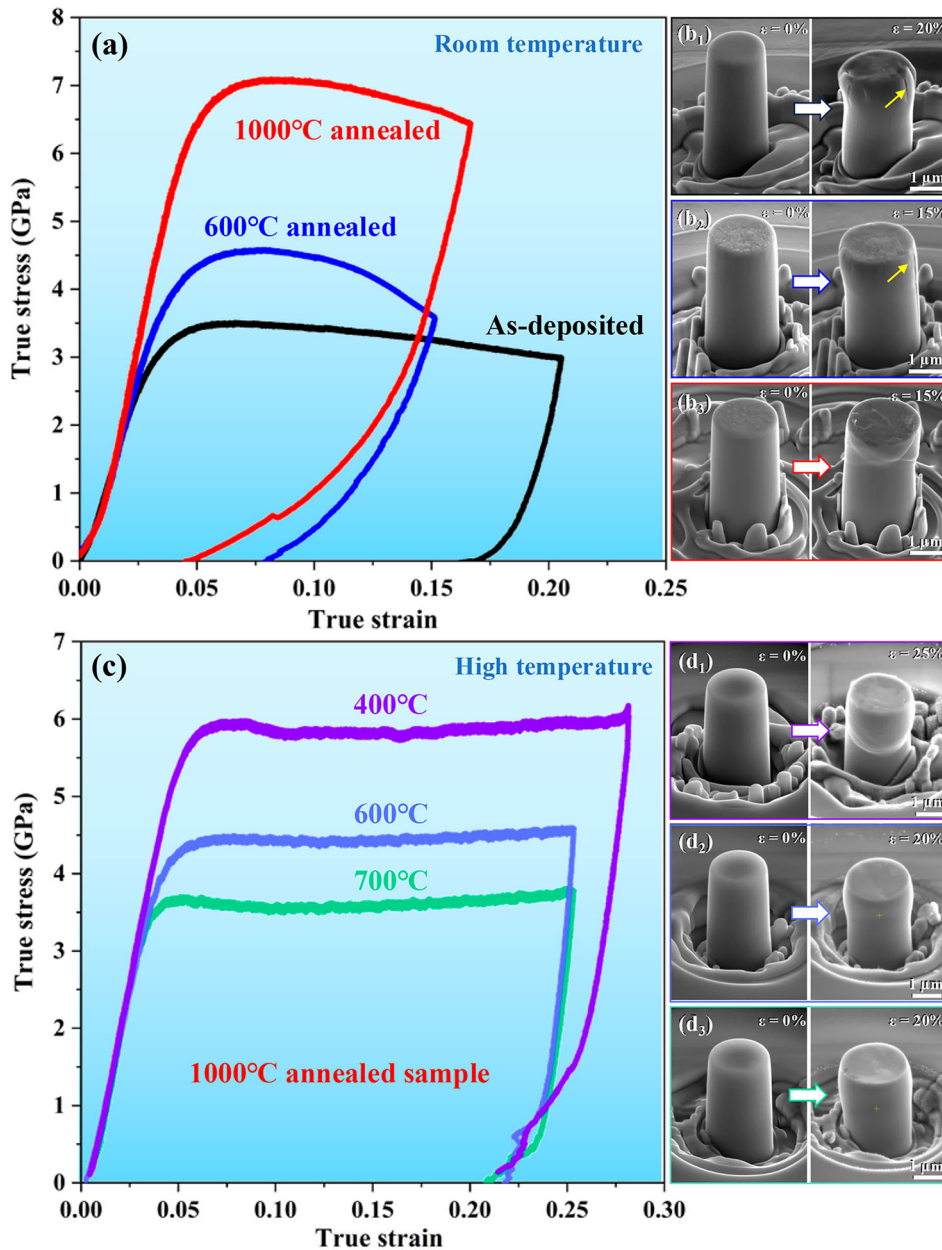 (a)
Room temperature
1000°C annealed
600°C annealed
As-deposited
True stress (GPa)
8
7
6
5
4
3
2
1
0
0.00 0.05 0.10 0.15 0.20 0.25
True strain
(b1) ε = 0% ε = 20%
1 μm
(b2) ε = 0% ε = 15%
1 μm
(b3) ε = 0% ε = 15%
1 μm
(c)
High temperature
400°C
600°C
700°C
1000°C annealed sample
True stress (GPa)
7
6
5
4
3
2
1
0
0.00 0.05 0.10 0.15 0.20 0.25 0.30
True strain
(d1) ε = 0% ε = 25%
1 μm
(d2) ε = 0% ε = 20%
1 μm
(d3) ε = 0% ε = 20%
1 μm